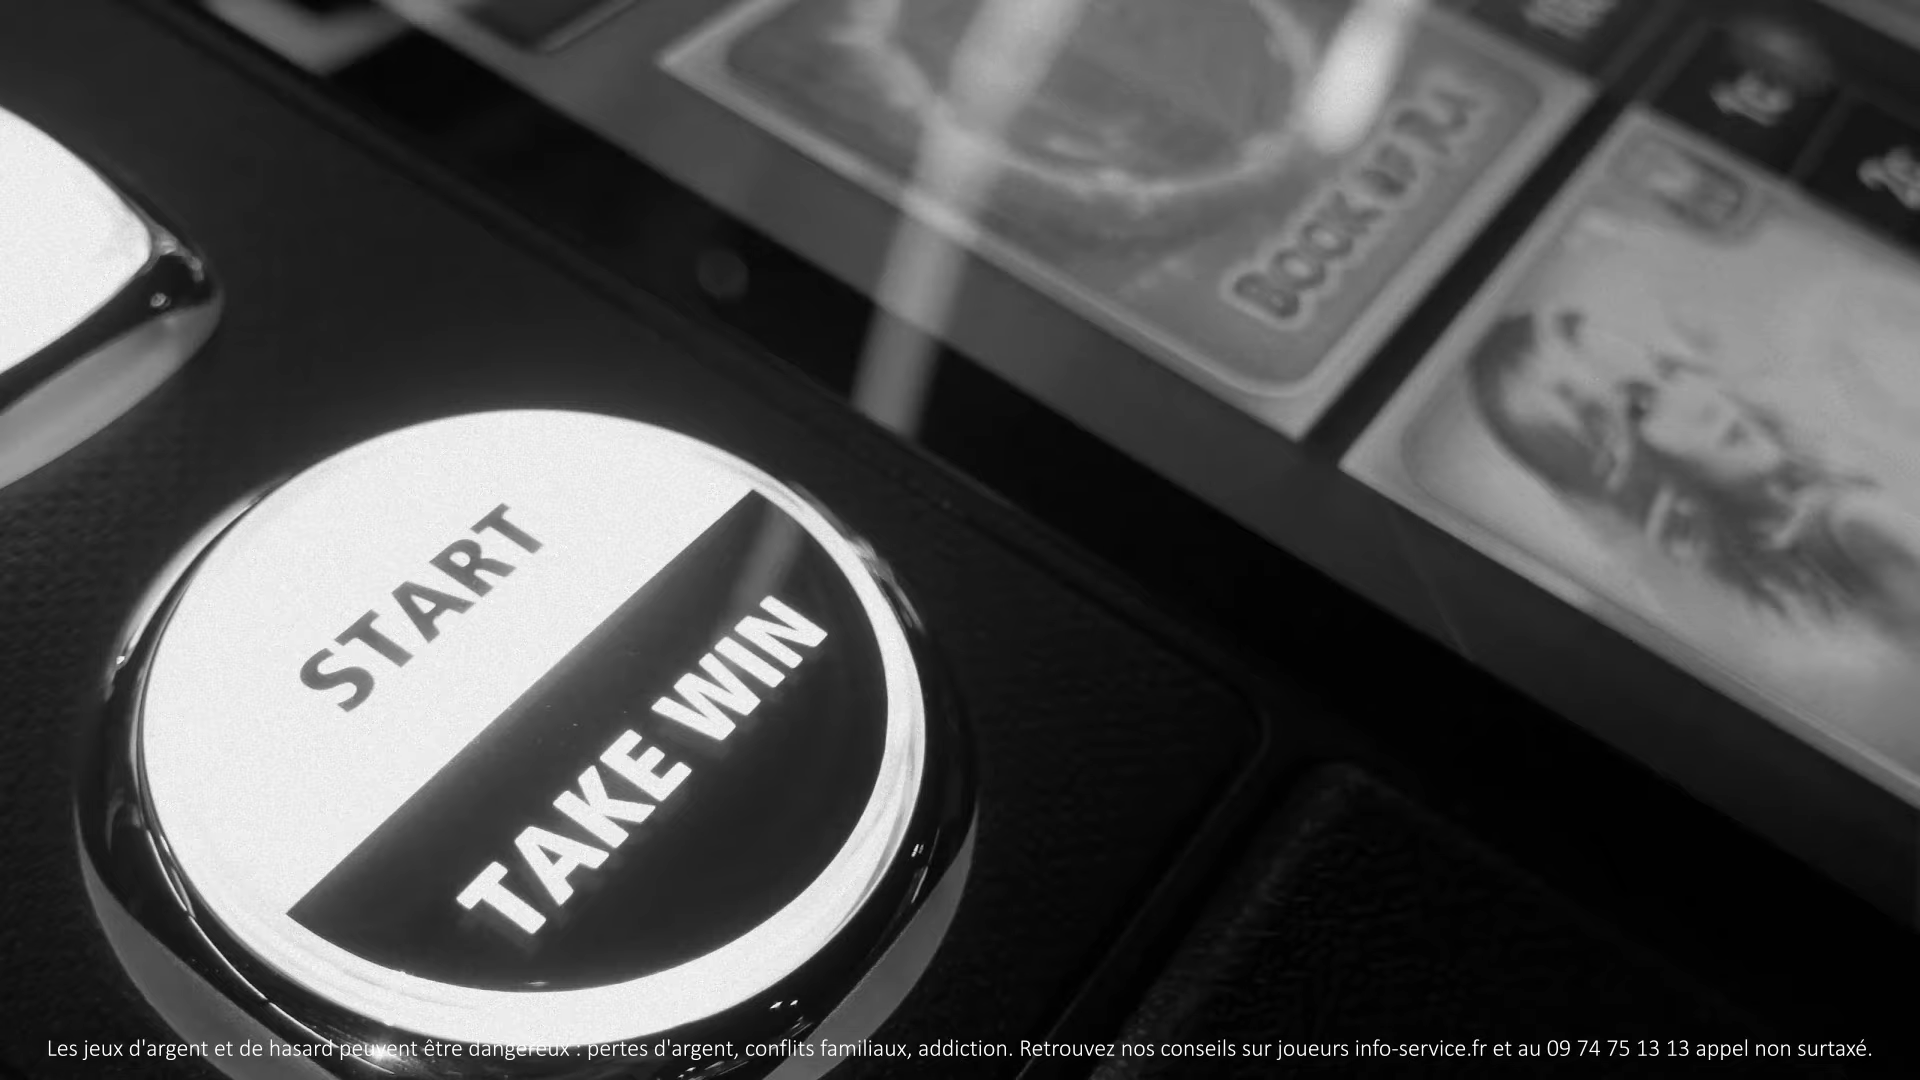 BOOK OF RA
1¢
START
TAKE WIN
Les jeux d'argent et de hasard peuvent être dangereux : pertes d'argent, conflits familiaux, addiction. Retrouvez nos conseils sur joueurs info-service.fr et au 09 74 75 13 13 appel non surtaxé.